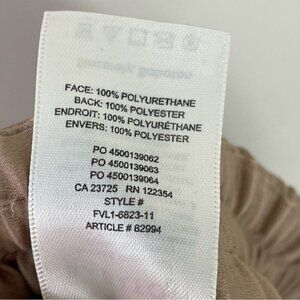 FACE: 100% POLYURETHANE
BACK: 100% POLYESTER
ENDROIT: 100% POLYURÉTHANE
ENVERS: 100% POLYESTER
PO 4500139062
PO 4500139063
PO 4500139064
CA 23725 RN 122354
STYLE #
FVL1-6823-11
ARTICLE # 82994